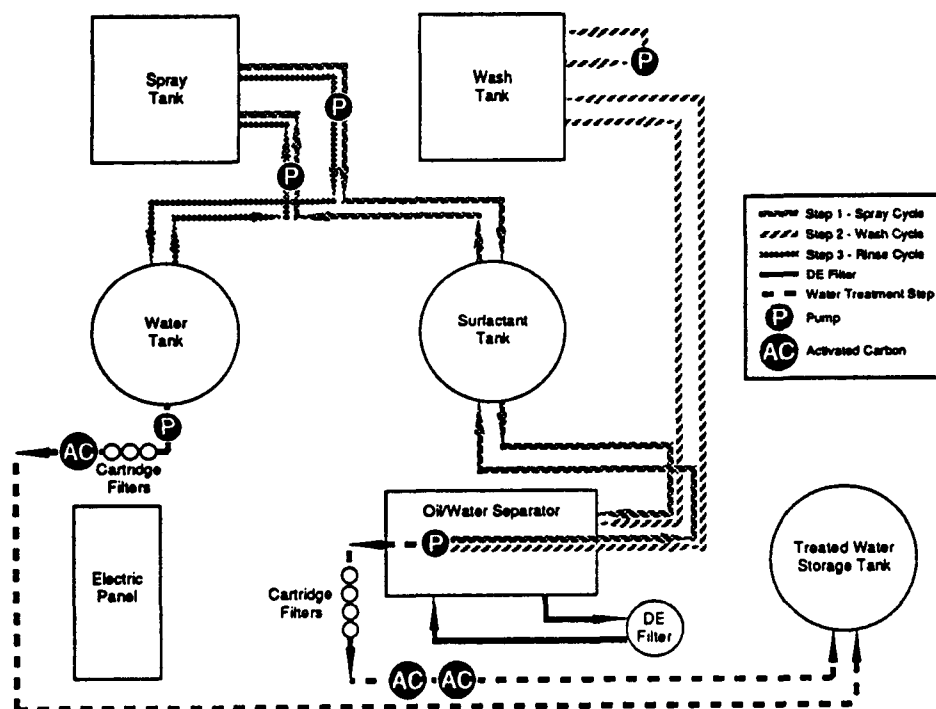 Spray
Tank
Wash
Tank
P
P
P
Step 1 - Spray Cycle
Step 2 - Wash Cycle
Step 3 - Rinse Cycle
DE Filter
Water Treatment Step
P
Pump
AC
Activated Carbon
Water
Tank
Surfactant
Tank
P
AC
Cartridge
Filters
Oil/Water Separator
P
Electric
Panel
Cartridge
Filters
DE
Filter
Treated Water
Storage Tank
AC
AC